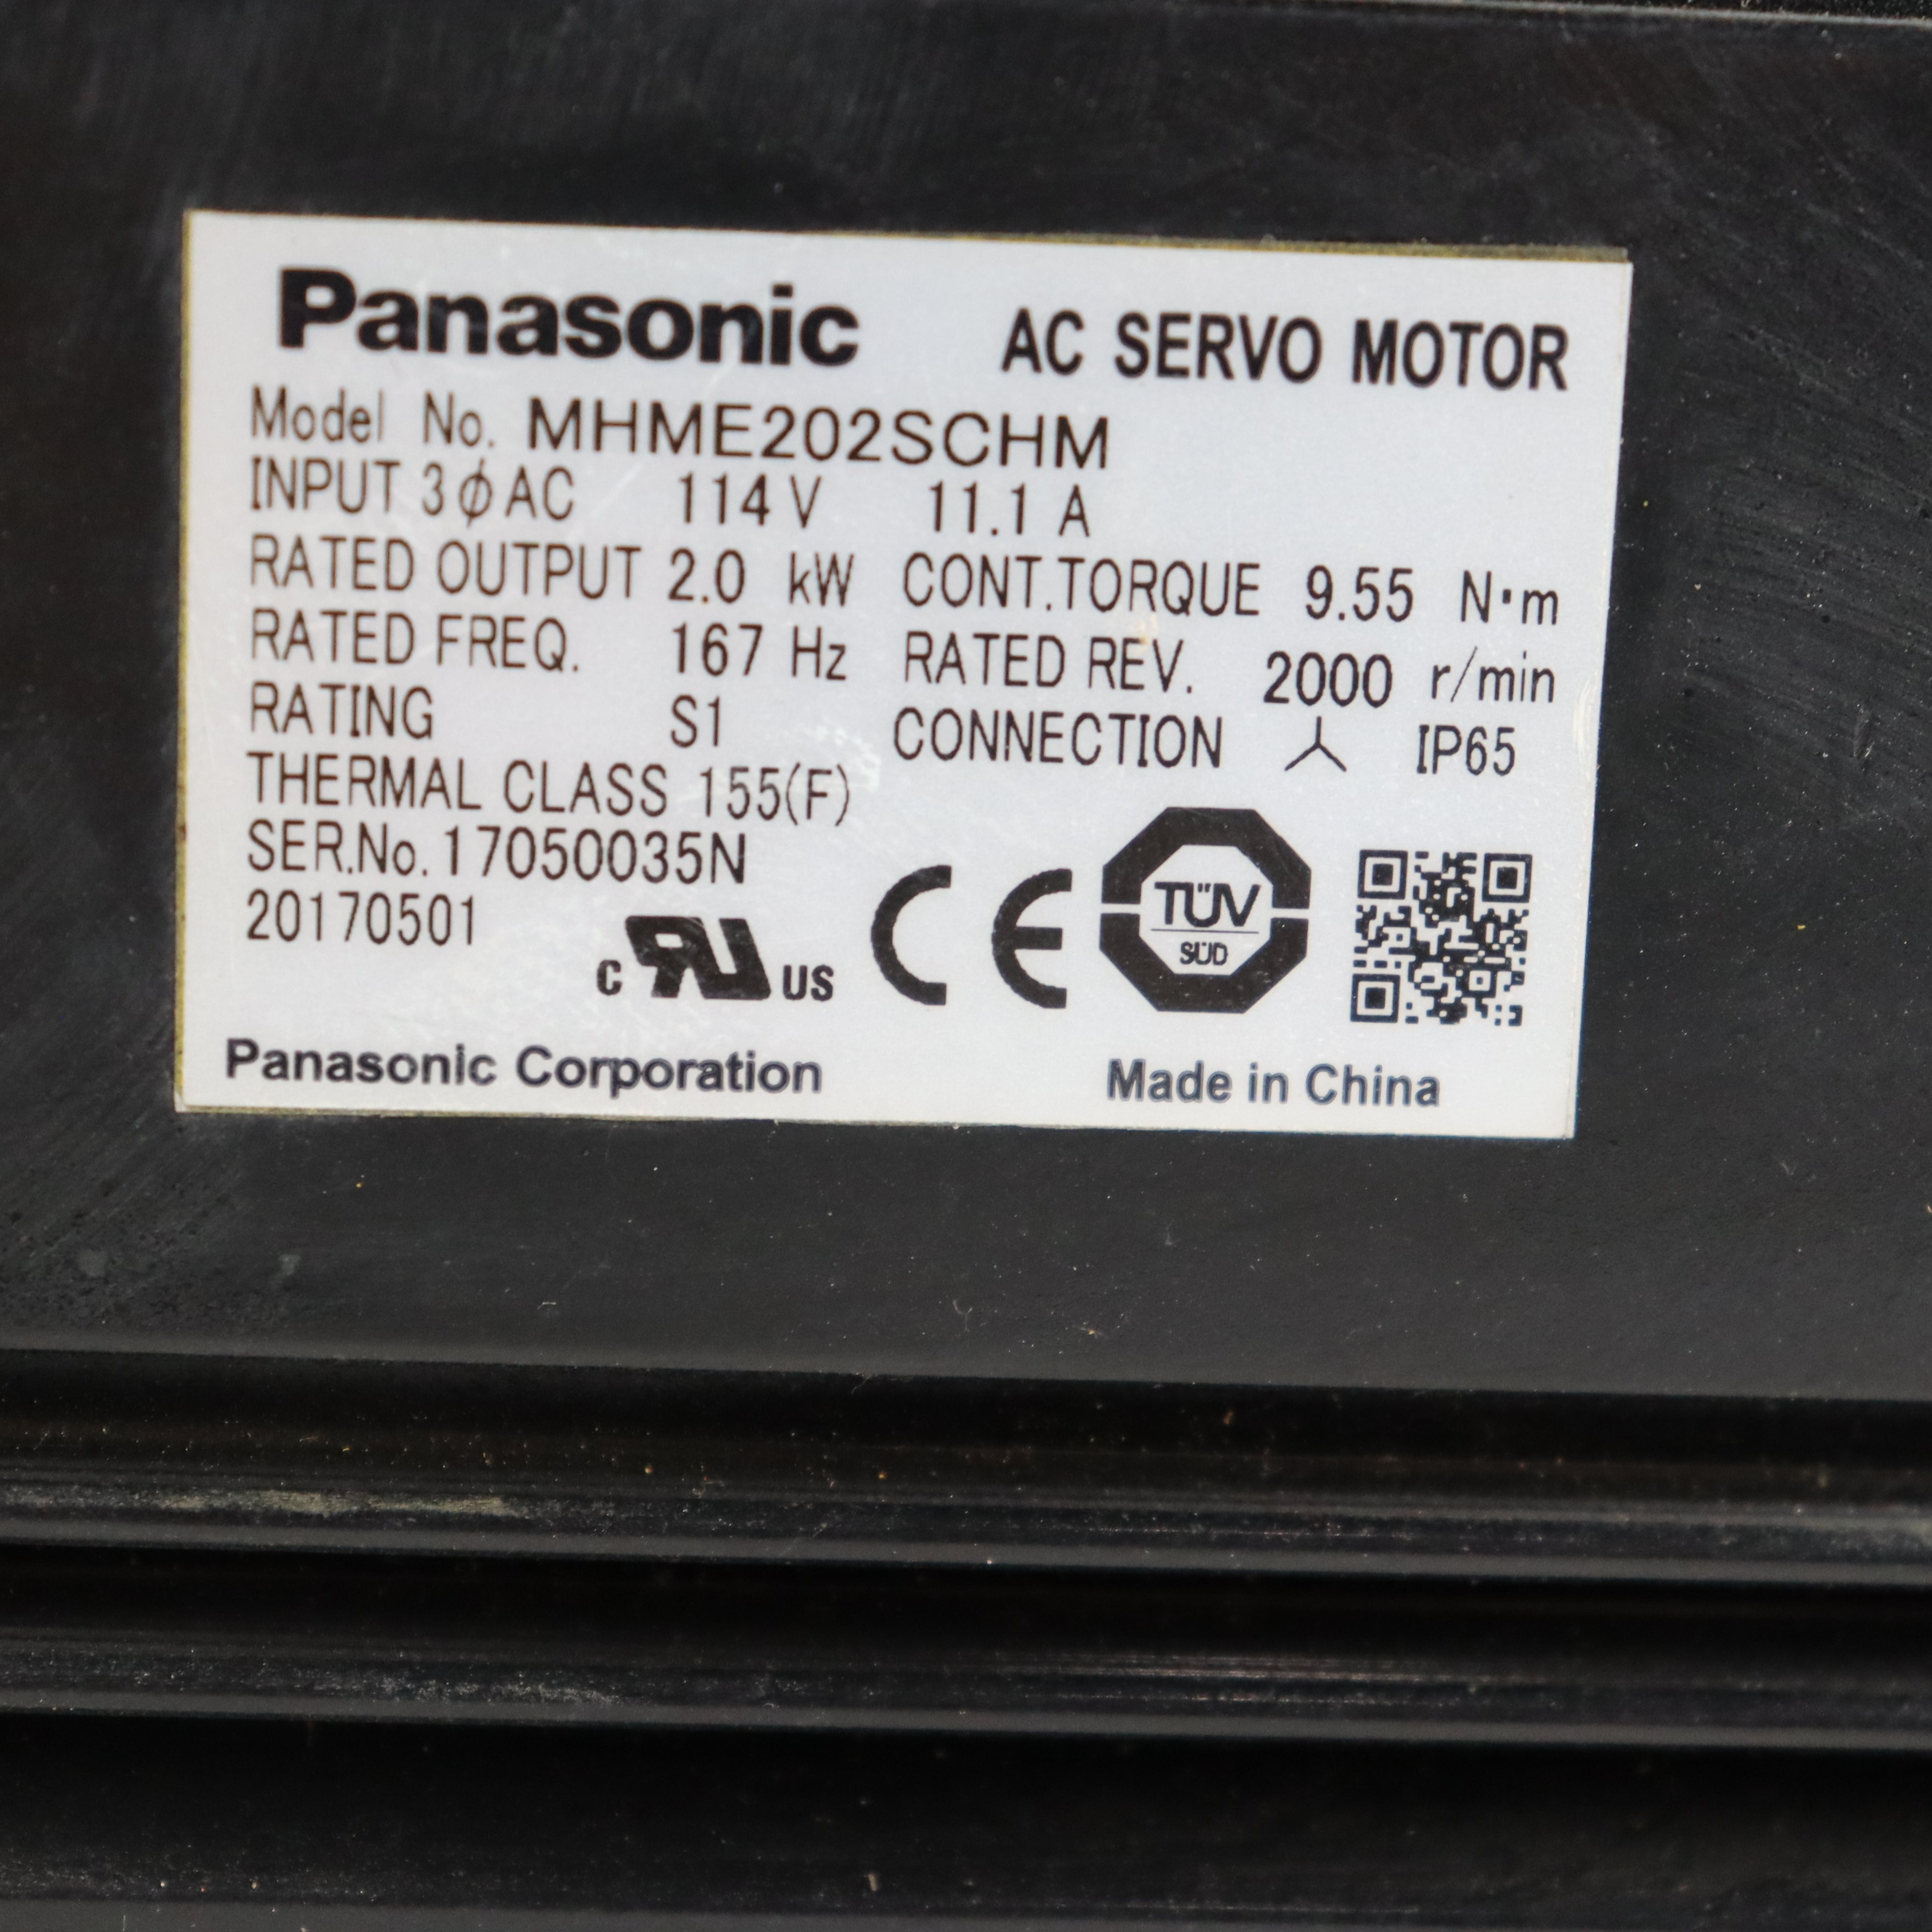 Panasonic AC SERVO MOTOR
Model No. MHME202SCHM
INPUT 3φAC 114 V 11.1 A
RATED OUTPUT 2.0 kW CONT.TORQUE 9.55 N·m
RATED FREQ. 167 Hz RATED REV. 2000 r/min
RATING S1 CONNECTION 人 IP65
THERMAL CLASS 155(F)
SER.No.17050035N
20170501
c RU US CE TÜV SÜD
Panasonic Corporation Made in China